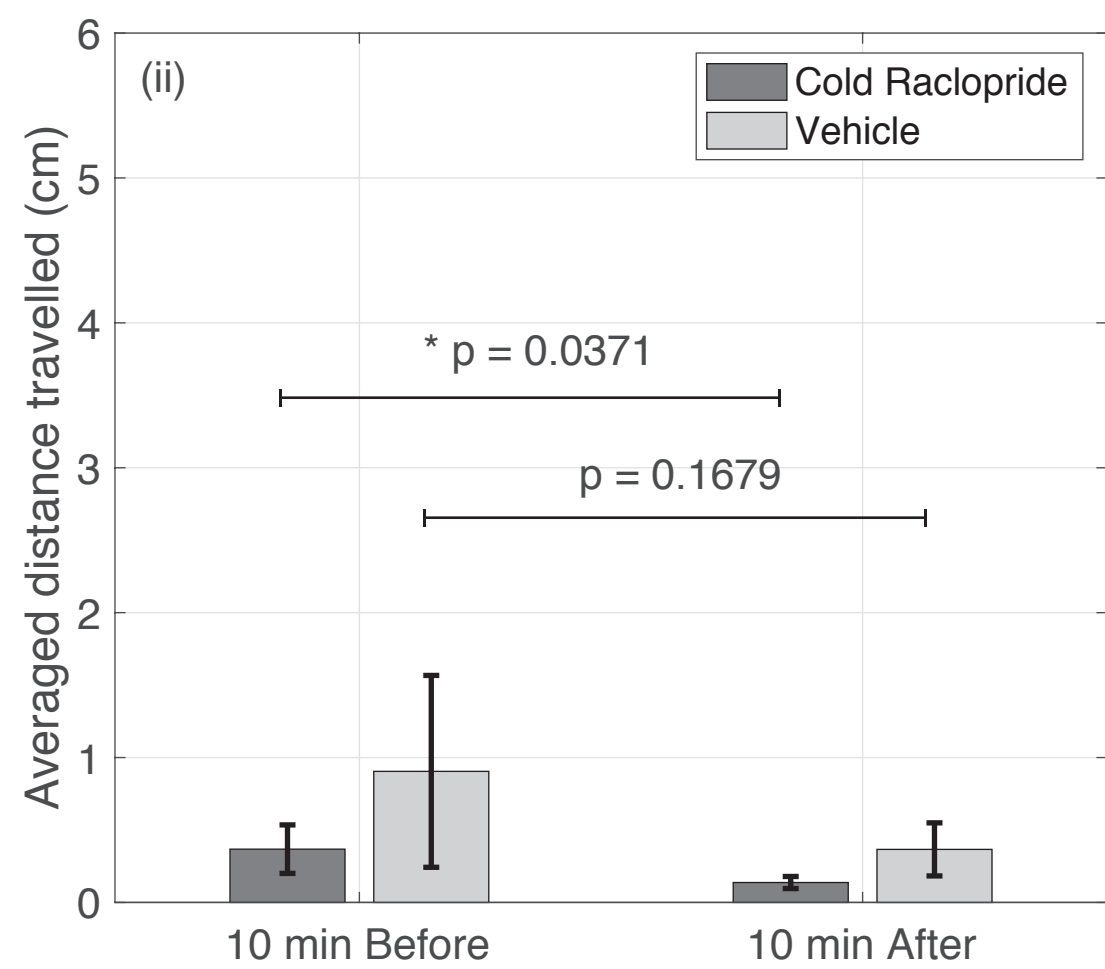 (ii)
Cold Raclopride
Vehicle
Averaged distance travelled (cm)
6
5
4
3
2
1
0
* p = 0.0371
p = 0.1679
10 min Before
10 min After